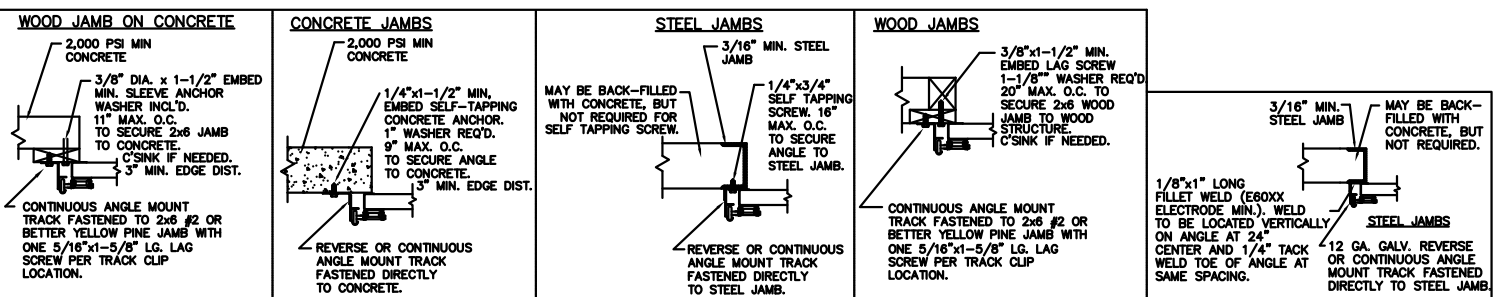 WOOD JAMB ON CONCRETE
2,000 PSI MIN
CONCRETE
3/8" DIA. x 1-1/2" EMBED
MIN. SLEEVE ANCHOR
WASHER INCL'D.
11" MAX. O.C.
TO SECURE 2x6 JAMB
TO CONCRETE.
C'SINK IF NEEDED.
3" MIN. EDGE DIST.
CONTINUOUS ANGLE MOUNT
TRACK FASTENED TO 2x6 #2 OR
BETTER YELLOW PINE JAMB WITH
ONE 5/16"x1-5/8" LG. LAG
SCREW PER TRACK CLIP
LOCATION.
CONCRETE JAMBS
2,000 PSI MIN
CONCRETE
1/4"x1-1/2" MIN,
EMBED SELF-TAPPING
CONCRETE ANCHOR.
1" WASHER REQ'D.
9" MAX. O.C.
TO SECURE ANGLE
TO CONCRETE.
3" MIN. EDGE DIST.
REVERSE OR CONTINUOUS
ANGLE MOUNT TRACK
FASTENED DIRECTLY
TO CONCRETE.
STEEL JAMBS
3/16" MIN. STEEL
JAMB
MAY BE BACK-FILLED
WITH CONCRETE, BUT
NOT REQUIRED FOR
SELF TAPPING SCREW.
1/4"x3/4"
SELF TAPPING
SCREW. 16"
MAX. O.C.
TO SECURE
ANGLE TO
STEEL JAMB.
REVERSE OR CONTINUOUS
ANGLE MOUNT TRACK
FASTENED DIRECTLY
TO STEEL JAMB.
WOOD JAMBS
3/8"x1-1/2" MIN.
EMBED LAG SCREW
1-1/8"" WASHER REQ'D
20" MAX. O.C. TO
SECURE 2x6 WOOD
JAMB TO WOOD
STRUCTURE.
C'SINK IF NEEDED.
CONTINUOUS ANGLE MOUNT
TRACK FASTENED TO 2x6 #2 OR
BETTER YELLOW PINE JAMB WITH
ONE 5/16"x1-5/8" LG. LAG
SCREW PER TRACK CLIP
LOCATION.
3/16" MIN.
STEEL JAMB
MAY BE BACK-
FILLED WITH
CONCRETE, BUT
NOT REQUIRED.
1/8"x1" LONG
FILLET WELD (E60XX
ELECTRODE MIN.). WELD
TO BE LOCATED VERTICALLY
ON ANGLE AT 24"
CENTER AND 1/4" TACK
WELD TOE OF ANGLE AT
SAME SPACING.
STEEL JAMBS
12 GA. GALV. REVERSE
OR CONTINUOUS ANGLE
MOUNT TRACK FASTENED
DIRECTLY TO STEEL JAMB.